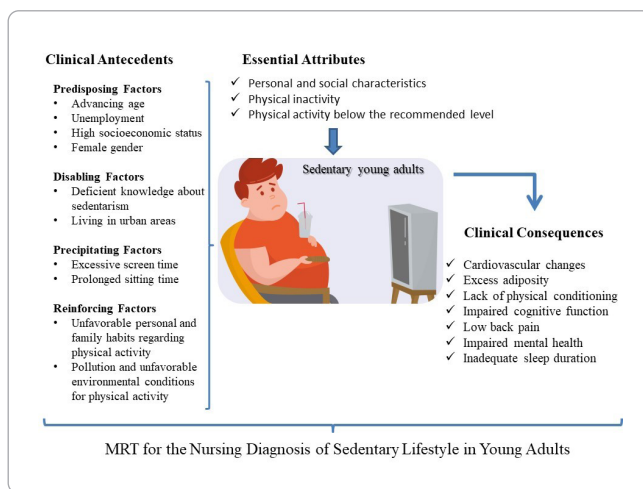 Clinical Antecedents
Predisposing Factors
• Advancing age
• Unemployment
• High socioeconomic status
• Female gender
Disabling Factors
• Deficient knowledge about
sedentarism
• Living in urban areas
Precipitating Factors
• Excessive screen time
• Prolonged sitting time
Reinforcing Factors
• Unfavorable personal and
family habits regarding
physical activity
• Pollution and unfavorable
environmental conditions
for physical activity
Essential Attributes
✓ Personal and social characteristics
✓ Physical inactivity
✓ Physical activity below the recommended level
Sedentary young adults
Clinical Consequences
✓ Cardiovascular changes
✓ Excess adiposity
✓ Lack of physical conditioning
✓ Impaired cognitive function
✓ Low back pain
✓ Impaired mental health
✓ Inadequate sleep duration
MRT for the Nursing Diagnosis of Sedentary Lifestyle in Young Adults